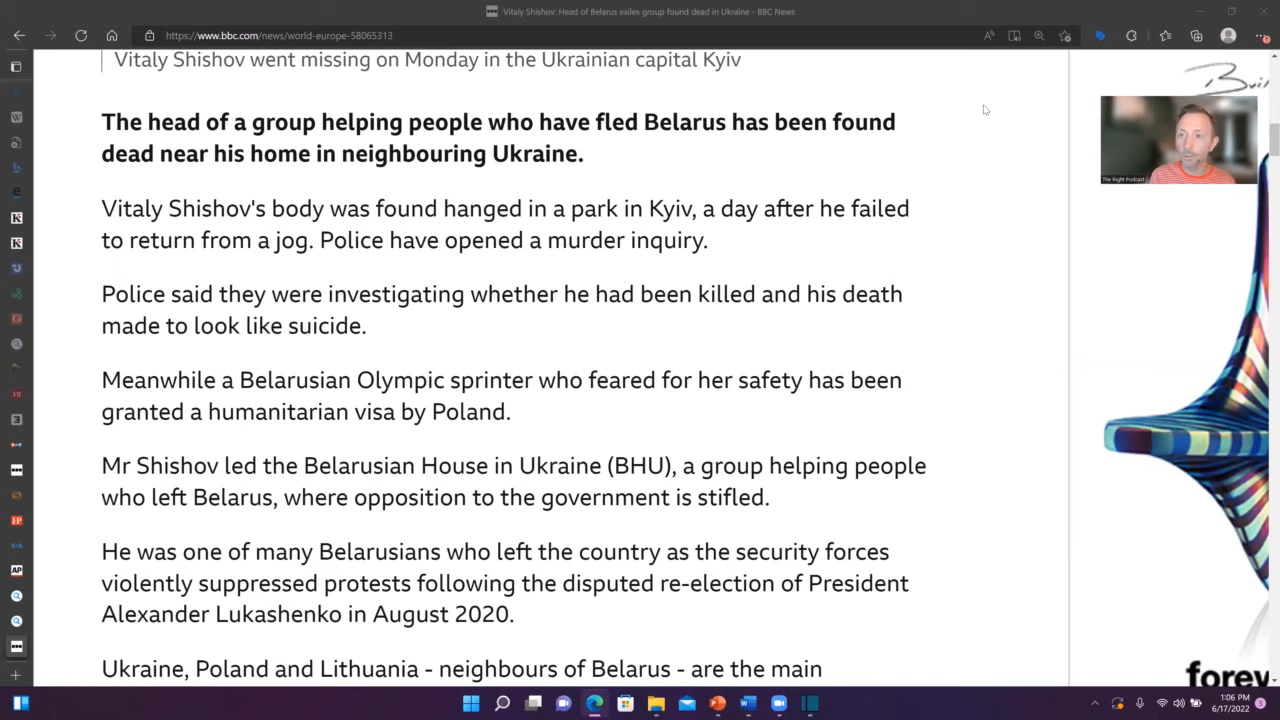 Vitaly Shishov: Head of Belarus exiles group found dead in Ukraine - BBC News
https://www.bbc.com/news/world-europe-58065313
Vitaly Shishov went missing on Monday in the Ukrainian capital Kyiv
The head of a group helping people who have fled Belarus has been found
dead near his home in neighbouring Ukraine.
Vitaly Shishov's body was found hanged in a park in Kyiv, a day after he failed
to return from a jog. Police have opened a murder inquiry.
Police said they were investigating whether he had been killed and his death
made to look like suicide.
Meanwhile a Belarusian Olympic sprinter who feared for her safety has been
granted a humanitarian visa by Poland.
Mr Shishov led the Belarusian House in Ukraine (BHU), a group helping people
who left Belarus, where opposition to the government is stifled.
He was one of many Belarusians who left the country as the security forces
violently suppressed protests following the disputed re-election of President
Alexander Lukashenko in August 2020.
Ukraine, Poland and Lithuania - neighbours of Belarus - are the main
The Right Podcast
forev
AP
1:06 PM
6/17/2022